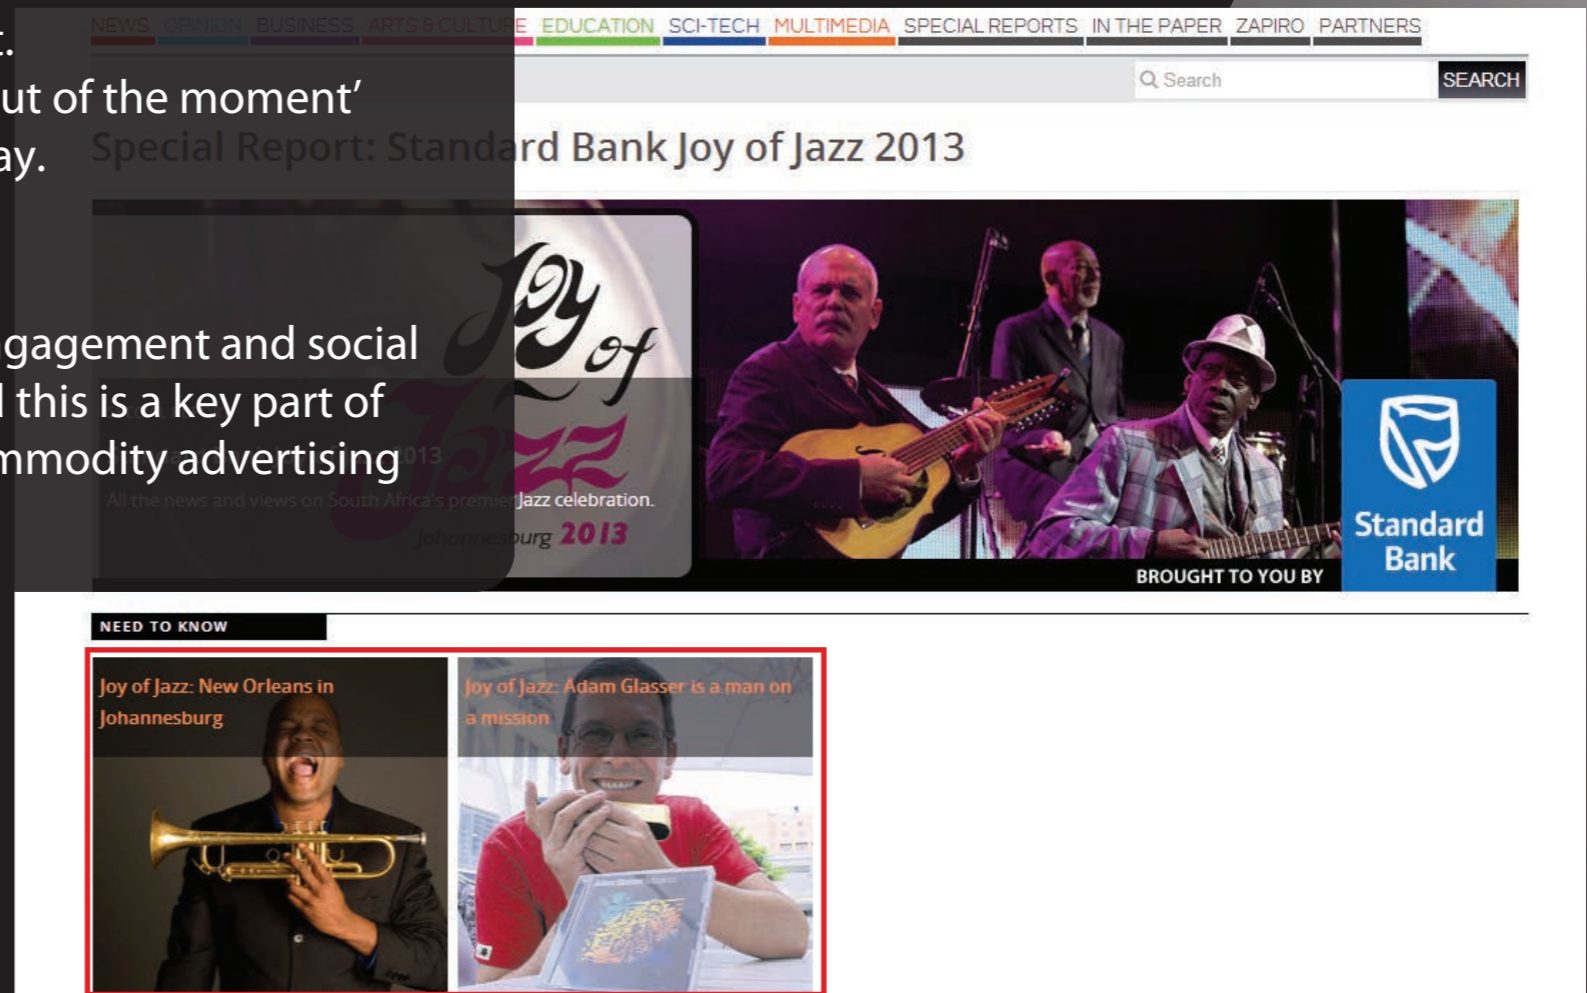 t.
ut of the moment’
ay.
gagement and social
this is a key part of
mmodity advertising
NEWS OPINION BUSINESS ARTS & CULTURE EDUCATION SCI-TECH MULTIMEDIA SPECIAL REPORTS IN THE PAPER ZAPIRO PARTNERS
Search SEARCH
Special Report: Standard Bank Joy of Jazz 2013
Joy
of
Jazz
2013
All the news and views on South Africa's premier Jazz celebration.
Johannesburg 2013
Standard
Bank
BROUGHT TO YOU BY
NEED TO KNOW
Joy of Jazz: New Orleans in
Johannesburg
Joy of Jazz: Adam Glasser is a man on
a mission